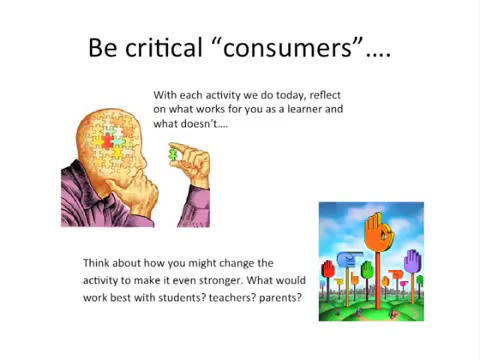 Be critical “consumers”….
With each activity we do today, reflect
on what works for you as a learner and
what doesn’t….
Think about how you might change the
activity to make it even stronger. What would
work best with students? teachers? parents?